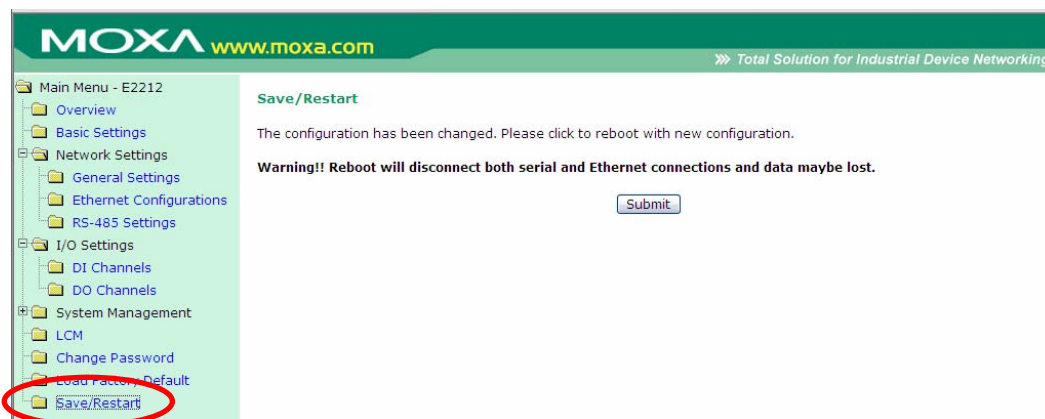 MOXA www.moxa.com
Total Solution for Industrial Device Networking
Main Menu - E2212
Overview
Basic Settings
Network Settings
General Settings
Ethernet Configurations
RS-485 Settings
I/O Settings
DI Channels
DO Channels
System Management
LCM
Change Password
Load Factory Default
Save/Restart
Save/Restart
The configuration has been changed. Please click to reboot with new configuration.
Warning!! Reboot will disconnect both serial and Ethernet connections and data maybe lost.
Submit